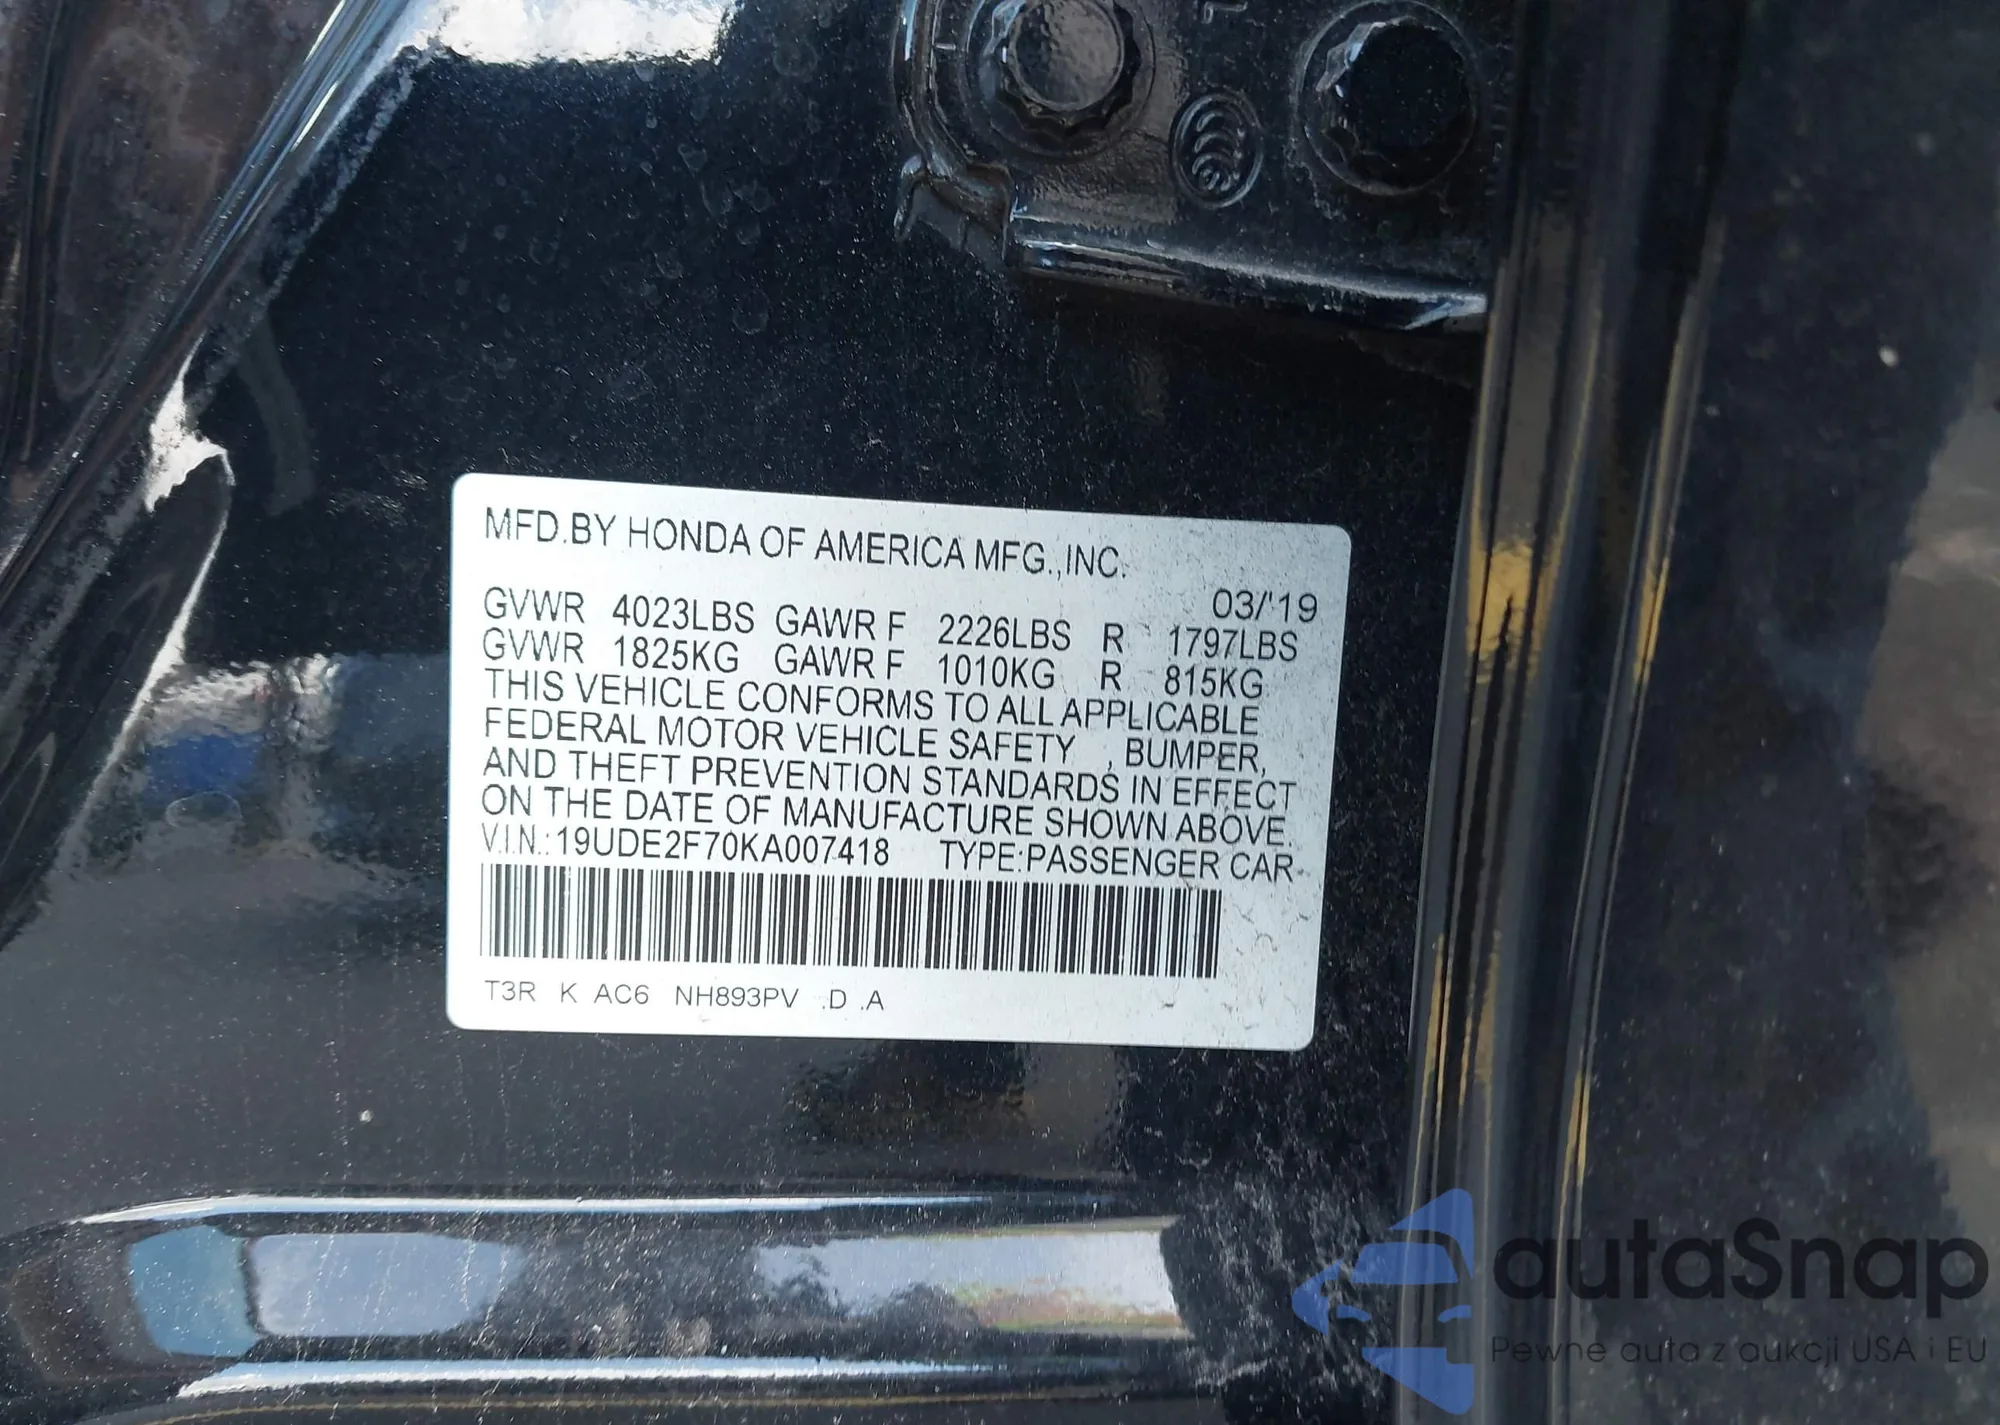 MFD.BY HONDA OF AMERICA MFG.,INC.
03/'19
GVWR 4023LBS GAWR F 2226LBS R 1797LBS
GVWR 1825KG GAWR F 1010KG R 815KG
THIS VEHICLE CONFORMS TO ALL APPLICABLE
FEDERAL MOTOR VEHICLE SAFETY , BUMPER,
AND THEFT PREVENTION STANDARDS IN EFFECT
ON THE DATE OF MANUFACTURE SHOWN ABOVE.
V.I.N.: 19UDE2F70KA007418 TYPE:PASSENGER CAR
T3R K AC6 NH893PV .D .A
autaSnap
Pewne auta z aukcji USA i EU